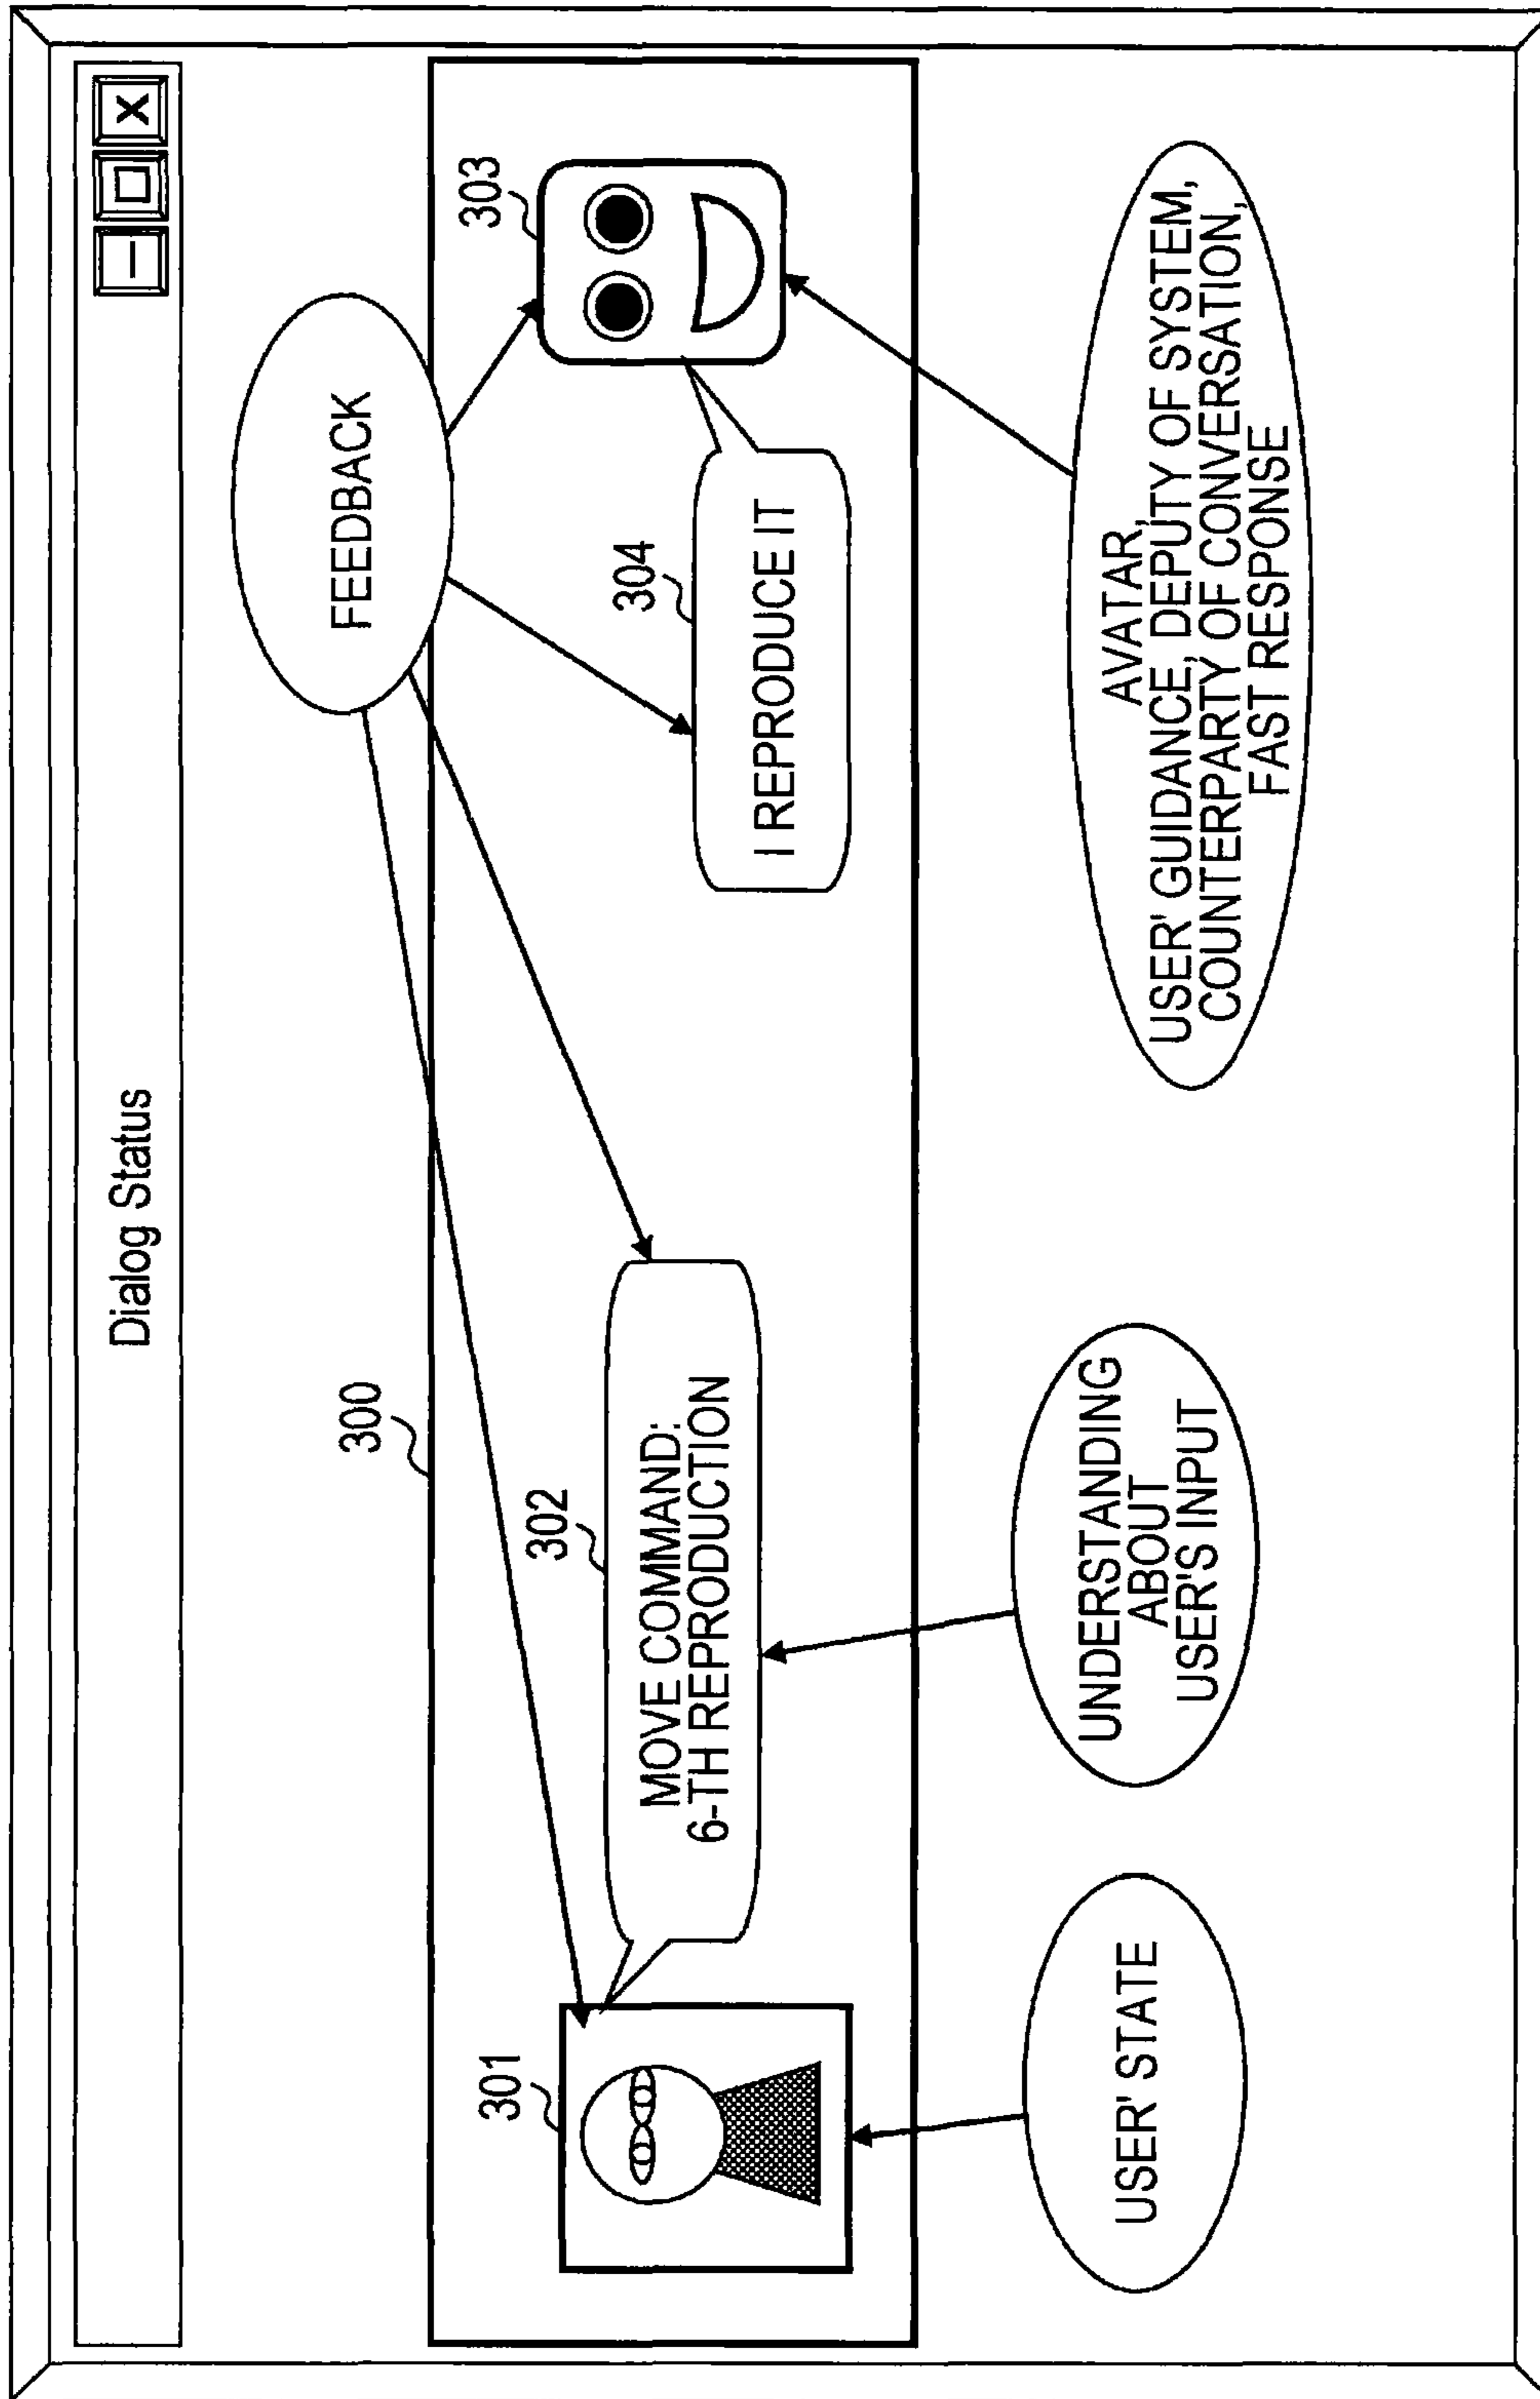 Dialog Status
FEEDBACK
300
301
302
MOVE COMMAND:
6-TH REPRODUCTION
304
I REPRODUCE IT
303
USER' STATE
UNDERSTANDING
ABOUT
USER'S INPUT
AVATAR,
USER' GUIDANCE, DEPUTY OF SYSTEM,
COUNTERPARTY OF CONVERSATION,
FAST RESPONSE